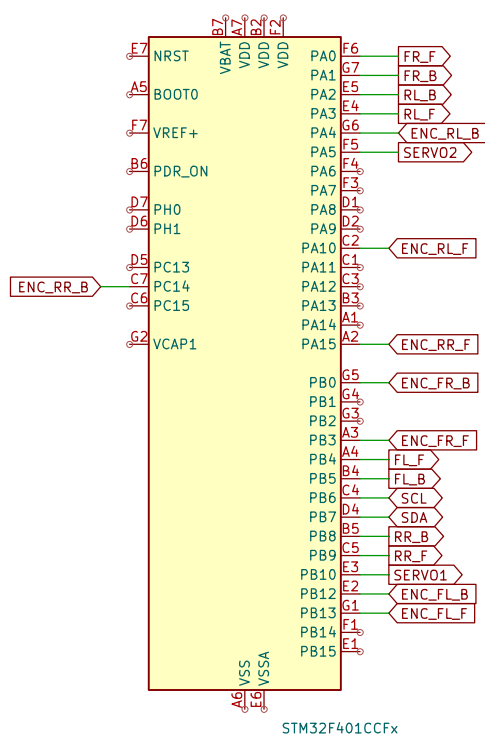 B7 A7 B2 F2
VBAT VDD VDD VDD
E7 NRST PA0 F6 FR_F
PA1 G7 FR_B
A5 BOOT0 PA2 E5 RL_B
PA3 E4 RL_F
F7 VREF+ PA4 G6 ENC_RL_B
PA5 F5 SERVO2
B6 PDR_ON PA6 F4
PA7 F3
D7 PH0 PA8 D1
D6 PH1 PA9 D2
PA10 C2 ENC_RL_F
D5 PC13 PA11 C1
ENC_RR_B C7 PC14 PA12 C3
C6 PC15 PA13 B3
PA14 A1
G2 VCAP1 PA15 A2 ENC_RR_F
PB0 G5 ENC_FR_B
PB1 G4
PB2 G3
PB3 A3 ENC_FR_F
PB4 A4 FL_F
PB5 B4 FL_B
PB6 C4 SCL
PB7 D4 SDA
PB8 B5 RR_B
PB9 C5 RR_F
PB10 E3 SERVO1
PB12 E2 ENC_FL_B
PB13 G1 ENC_FL_F
PB14 F1
PB15 E1
VSS VSSA
A6 E6
STM32F401CCFx